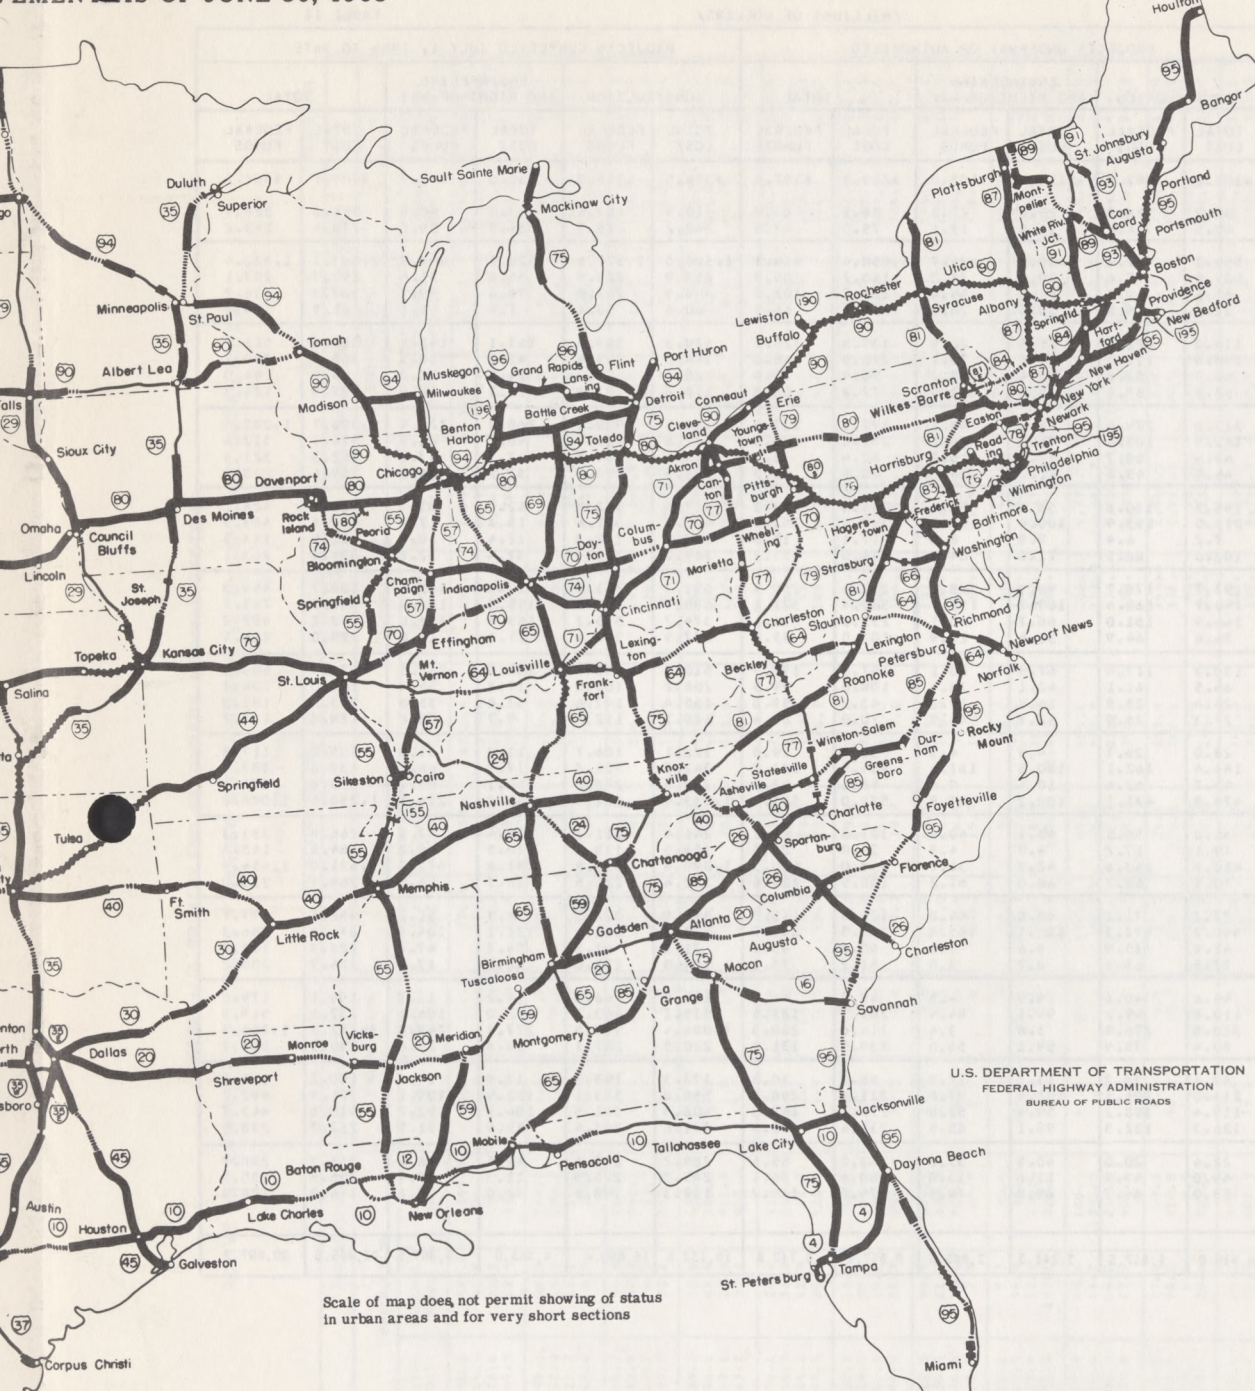 Houlton
95
Bangor
91
St. Johnsbury
Augusta
89
Plattsburgh
87
Mont-
pelier
93
Portland
95
White Riv.
Jct.
Con-
cord
Portsmouth
91
89
93
Boston
Sault Sainte Marie
Mackinaw City
75
Duluth
35
Superior
94
Minneapolis
St. Paul
94
35
90
Tomah
Albert Lea
90
29
Sioux City
35
90
Madison
94
Milwaukee
90
Chicago
94
Muskegon
96
Grand Rapids
96
Lans-
ing
Flint
Port Huron
94
Battle Creek
196
Benton
Harbor
Detroit
75
94
Toledo
80
81
Utica
90
Rochester
Syracuse
Albany
90
Providence
New Bedford
195
95
Lewiston
190
Buffalo
90
90
81
87
Springfld
84
Hart-
ford
New Haven
84
81
87
80
New York
Newark
Scranton
Wilkes-Barre
Easton
78
95
195
Trenton
Read-
ing
Philadelphia
76
Wilmington
Conneaut
90
Erie
79
80
Cleve-
land
Youngs-
town
Akron
Can-
ton
77
Pitts-
burgh
80
76
81
Harrisburg
83
Frederick
Baltimore
Hagers-
town
70
Washington
Omaha
80
Council
Bluffs
Des Moines
80
Davenport
80
Rock
Island
180
Peoria
55
74
Bloomington
57
65
80
69
75
71
Colum-
bus
70
Wheel-
ing
Lincoln
29
St.
Joseph
35
Springfield
55
Cham-
paign
57
74
Indianapolis
70
Day-
ton
74
Marietta
77
79
Strasburg
66
81
64
95
Richmond
Topeka
Kansas City
70
70
Effingham
70
65
71
Cincinnati
71
Charleston
Staunton
64
Lexington
Petersburg
64
Newport News
Norfolk
Salina
St. Louis
Mt.
Vernon
64
Louisville
Frank-
fort
Lexing-
ton
64
Beckley
77
Roanoke
85
35
44
57
65
75
81
81
95
Rocky
Mount
Springfield
55
Sikeston
Cairo
24
77
Winston-Salem
Dur-
ham
Greens-
boro
Tulsa
155
Nashville
40
Knox-
ville
Statesville
Asheville
40
85
Charlotte
Fayetteville
95
40
55
65
24
75
40
26
Spartan-
burg
20
Florence
Memphis
Chattanooga
40
40
Ft.
Smith
40
Little Rock
65
59
75
85
26
Columbia
30
Gadsden
Atlanta
20
Augusta
26
Charleston
35
55
Birmingham
Tuscaloosa
20
75
Macon
95
30
59
65
85
La
Grange
16
Savannah
35
E
Dallas
20
20
Monroe
Vicks-
burg
20
Meridian
Montgomery
Shreveport
Jackson
75
95
U.S. DEPARTMENT OF TRANSPORTATION
FEDERAL HIGHWAY ADMINISTRATION
BUREAU OF PUBLIC ROADS
35
W
35
E
55
59
65
Jacksonville
45
Baton Rouge
12
10
Mobile
10
Tallahassee
Lake City
10
95
Pensacola
Daytona Beach
Austin
10
Houston
10
10
Lake Charles
10
New Orleans
75
4
45
Galveston
4
St. Petersburg
Tampa
Scale of map does not permit showing of status
in urban areas and for very short sections
95
37
Corpus Christi
Miami